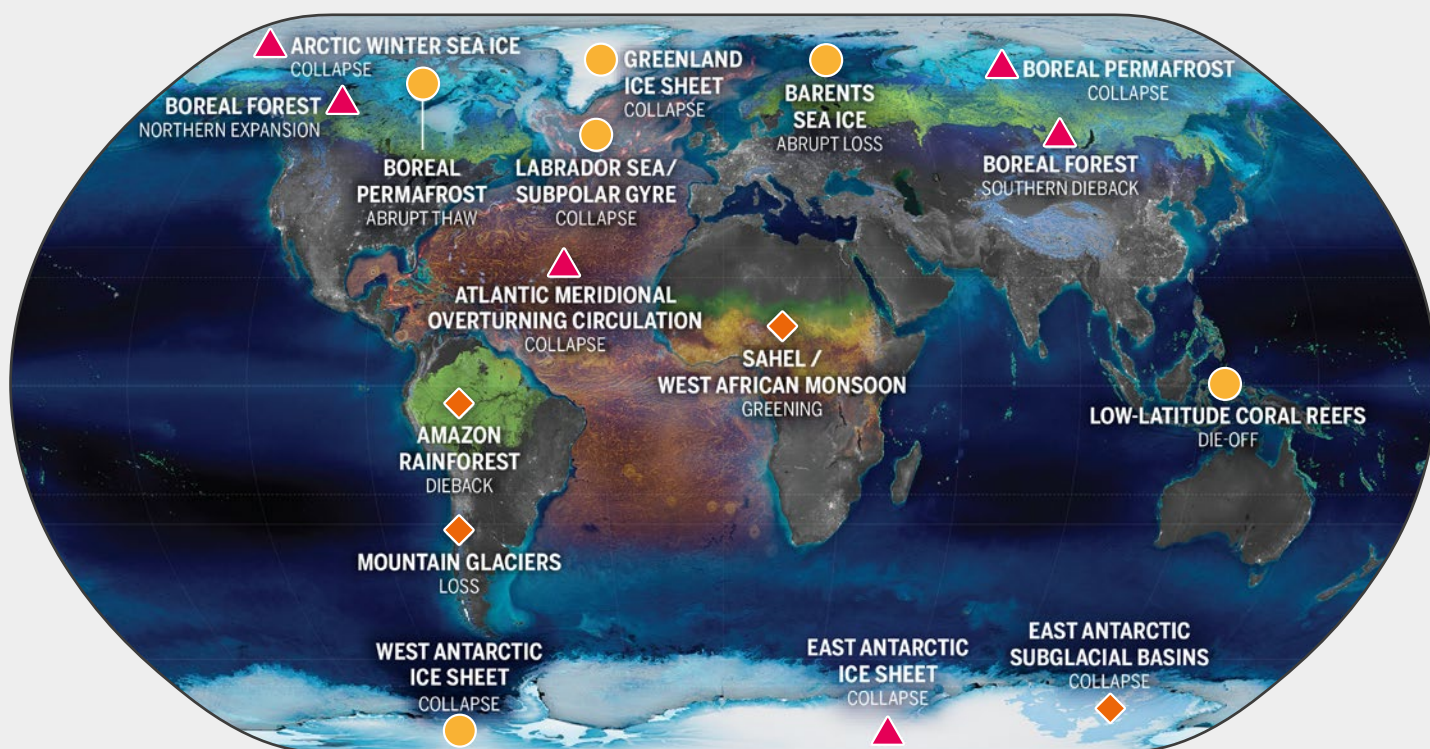 ARCTIC WINTER SEA ICE
COLLAPSE
GREENLAND
ICE SHEET
COLLAPSE
BARENTS
SEA ICE
ABRUPT LOSS
BOREAL PERMAFROST
COLLAPSE
BOREAL FOREST
NORTHERN EXPANSION
BOREAL
PERMAFROST
ABRUPT THAW
LABRADOR SEA/
SUBPOLAR GYRE
COLLAPSE
BOREAL FOREST
SOUTHERN DIEBACK
ATLANTIC MERIDIONAL
OVERTURNING CIRCULATION
COLLAPSE
SAHEL /
WEST AFRICAN MONSOON
GREENING
LOW-LATITUDE CORAL REEFS
DIE-OFF
AMAZON
RAINFOREST
DIEBACK
MOUNTAIN GLACIERS
LOSS
WEST ANTARCTIC
ICE SHEET
COLLAPSE
EAST ANTARCTIC
ICE SHEET
COLLAPSE
EAST ANTARCTIC
SUBGLACIAL BASINS
COLLAPSE